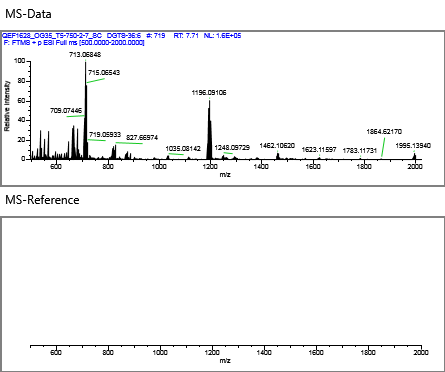 MS-Data
QEF1628_OG35_T5-750-2-7_BC DGTS-36:6 #: 719 RT: 7.71 NL: 1.6E+05
F: FTMS + p ESI Full ms [500.0000-2000.0000]
713.06848
100
715.06543
80
1196.09106
Relative Intensity
60
709.07446
40
719.05933
827.66974
1864.62170
20
1035.08142
1248.09729
1462.10620
1623.11597
1783.11731
1995.13940
0
600 800 1000 1200 1400 1600 1800 2000
m/z
MS-Reference
600 800 1000 1200 1400 1600 1800 2000
m/z